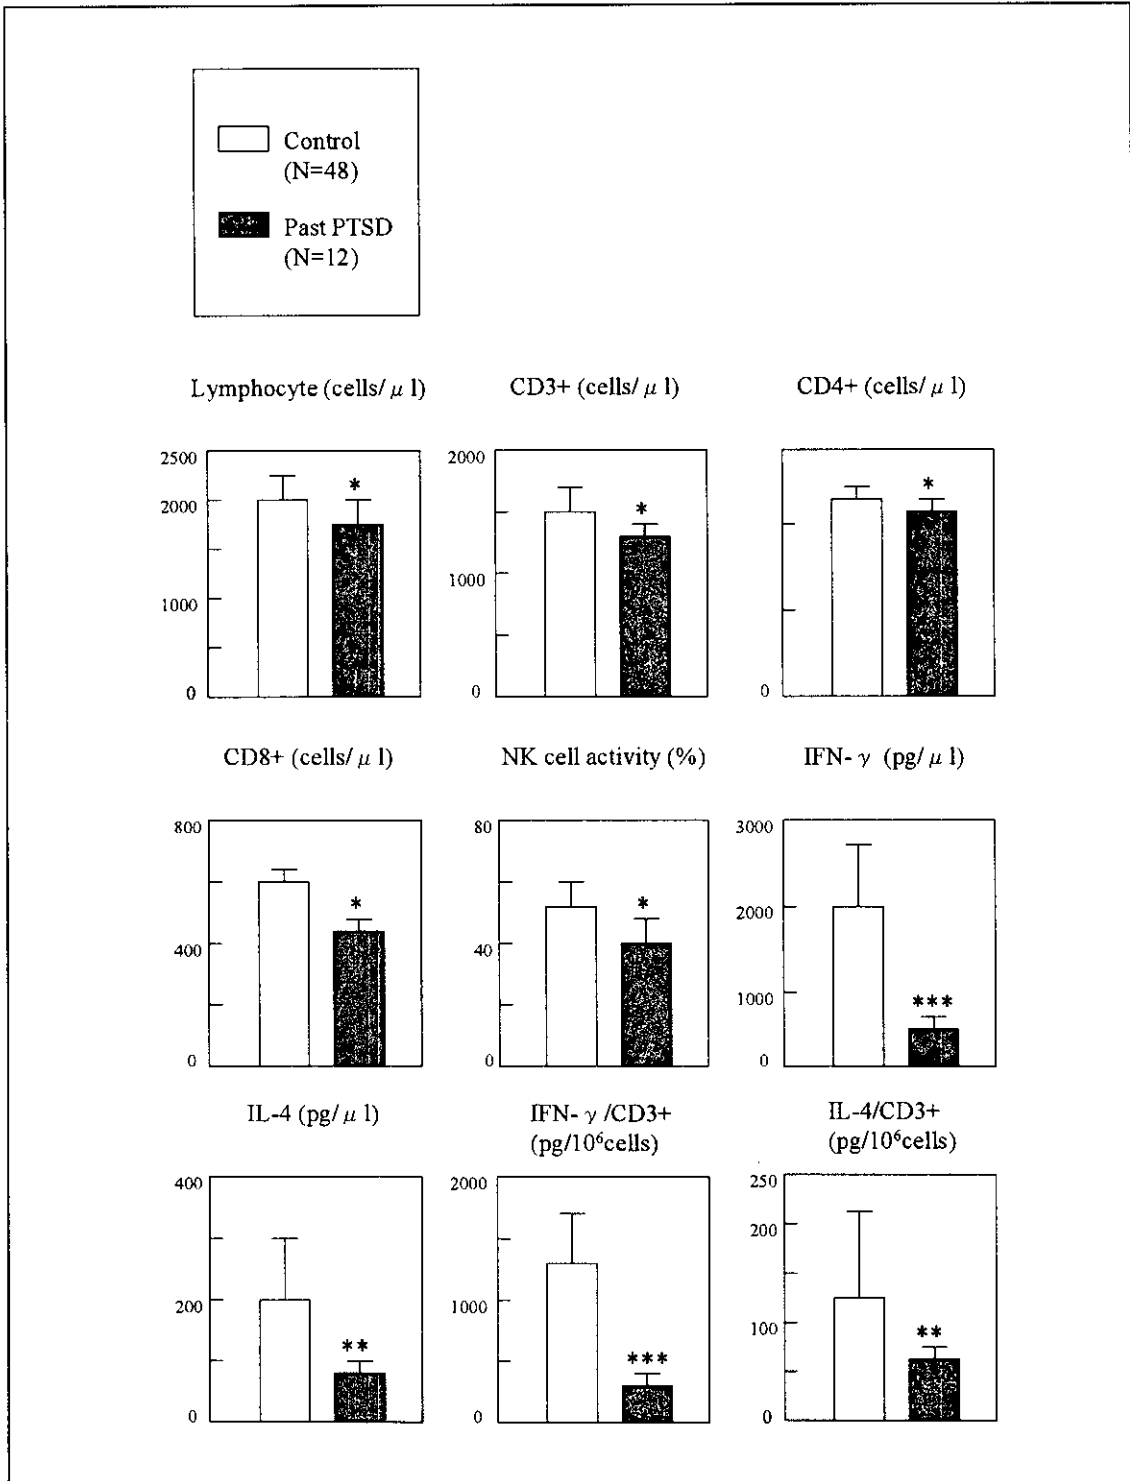 Control
(N=48)
Past PTSD
(N=12)
Lymphocyte (cells/ μ l)
CD3+ (cells/ μ l)
CD4+ (cells/ μ l)
2500
2000
1000
0
*
2000
1000
0
*
0
*
CD8+ (cells/ μ l)
NK cell activity (%)
IFN- γ (pg/ μ l)
800
400
0
*
80
40
0
*
3000
2000
1000
0
***
IL-4 (pg/ μ l)
IFN- γ /CD3+
(pg/10⁶cells)
IL-4/CD3+
(pg/10⁶cells)
400
200
0
**
2000
1000
0
***
250
200
100
0
**